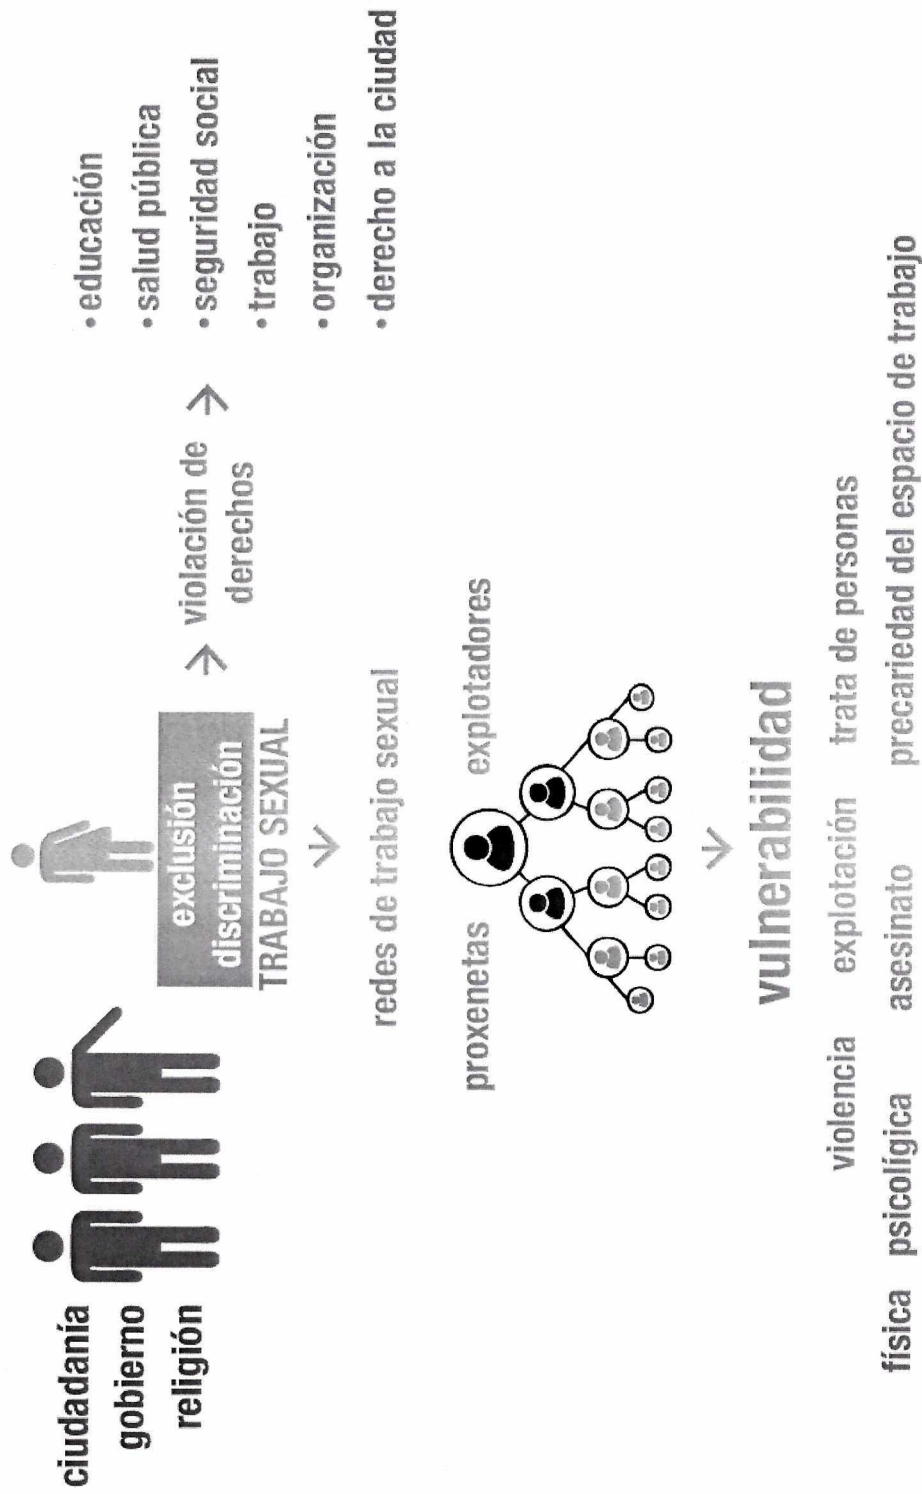 ciudadanía
gobierno
religión
exclusión
discriminación
TRABAJO SEXUAL
violación de
derechos
• educación
• salud pública
• seguridad social
• trabajo
• organización
• derecho a la ciudad
redes de trabajo sexual
proxenetas explotadores
vulnerabilidad
violencia explotación trata de personas
física psicolígica asesinato precariedad del espacio de trabajo